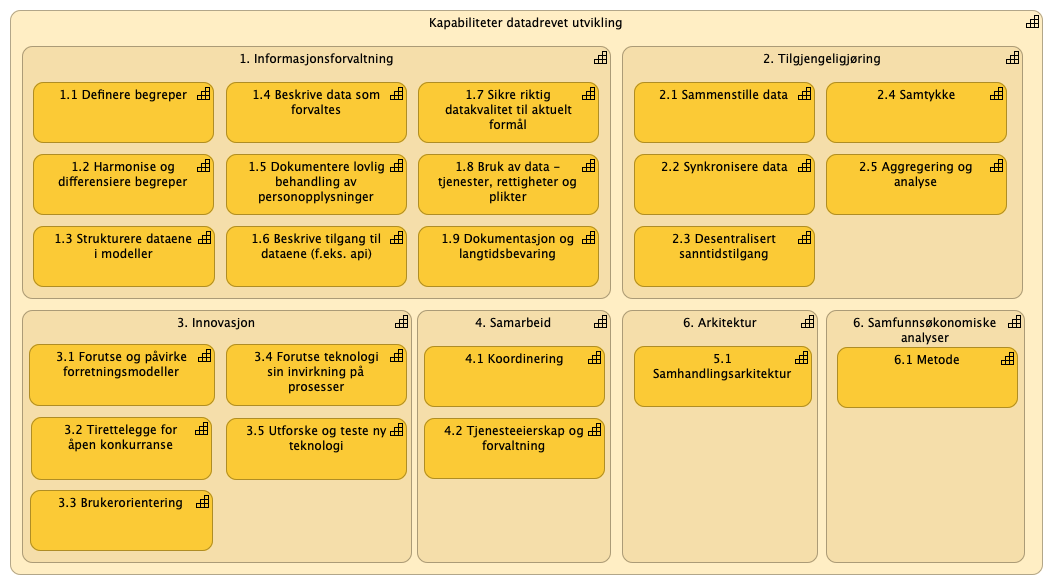 Kapabiliteter datadrevet utvikling
1. Informasjonsforvaltning
1.1 Definere begreper
1.2 Harmonise og
differensiere begreper
1.3 Strukturere dataene
i modeller
1.4 Beskrive data som
forvaltes
1.5 Dokumentere lovlig
behandling av
personopplysninger
1.6 Beskrive tilgang til
dataene (f.eks. api)
1.7 Sikre riktig
datakvalitet til aktuelt
formål
1.8 Bruk av data –
tjenester, rettigheter og
plikter
1.9 Dokumentasjon og
langtidsbevaring
2. Tilgjengeligjøring
2.1 Sammenstille data
2.2 Synkronisere data
2.3 Desentralisert
sanntidstilgang
2.4 Samtykke
2.5 Aggregering og
analyse
3. Innovasjon
3.1 Forutse og påvirke
forretningsmodeller
3.2 Tirettelegge for
åpen konkurranse
3.3 Brukerorientering
3.4 Forutse teknologi
sin invirkning på
prosesser
3.5 Utforske og teste ny
teknologi
4. Samarbeid
4.1 Koordinering
4.2 Tjenesteeierskap og
forvaltning
6. Arkitektur
5.1
Samhandlingsarkitektur
6. Samfunnsøkonomiske
analyser
6.1 Metode